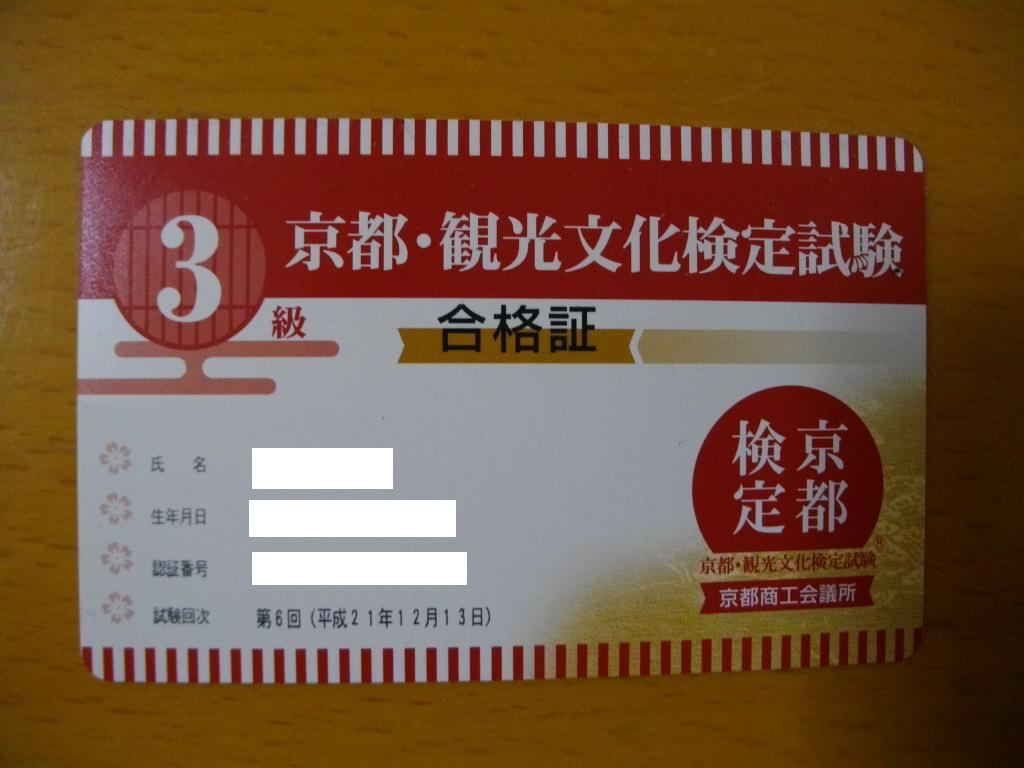 3級
京都・観光文化検定試験
合格証
氏 名
生年月日
認証番号
試験回次 第6回(平成21年12月13日)
京都検定
®
京都・観光文化検定試験
京都商工会議所